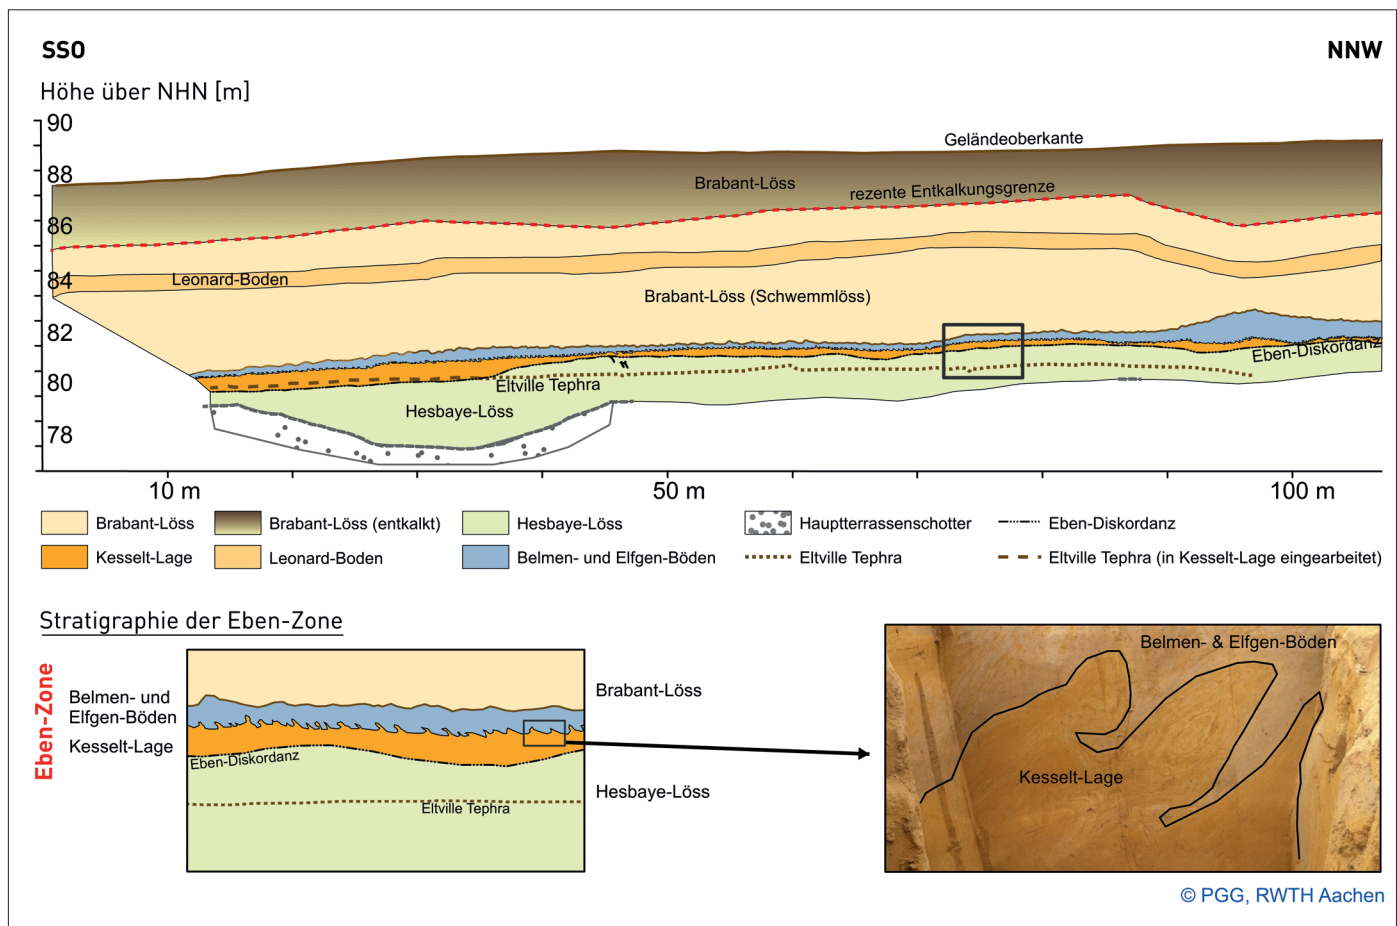 SSO
NNW
Höhe über NHN [m]
90
88
86
84
82
80
78
Geländeoberkante
Brabant-Löss
rezente Entkalkungsgrenze
Leonard-Boden
Brabant-Löss (Schwemmlöss)
Eben-Diskordanz
Eltville Tephra
Hesbaye-Löss
10 m
50 m
100 m
Brabant-Löss
Brabant-Löss (entkalkt)
Hesbaye-Löss
Hauptterrassenschotter
Eben-Diskordanz
Kesselt-Lage
Leonard-Boden
Belmen- und Elfgen-Böden
Eltville Tephra
Eltville Tephra (in Kesselt-Lage eingearbeitet)
Stratigraphie der Eben-Zone
Eben-Zone
Belmen- und
Elfgen-Böden
Kesselt-Lage
Eben-Diskordanz
Eltville Tephra
Brabant-Löss
Hesbaye-Löss
Belmen- & Elfgen-Böden
Kesselt-Lage
© PGG, RWTH Aachen